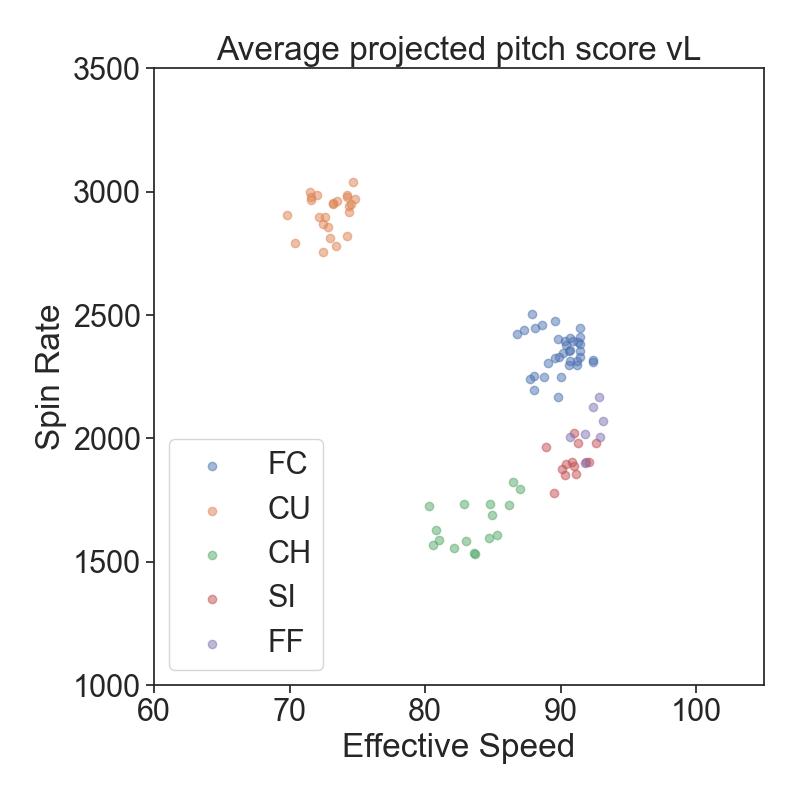 Average projected pitch score vL
3500
3000
2500
2000
1500
1000
Spin Rate
FC
CU
CH
SI
FF
60 70 80 90 100
Effective Speed